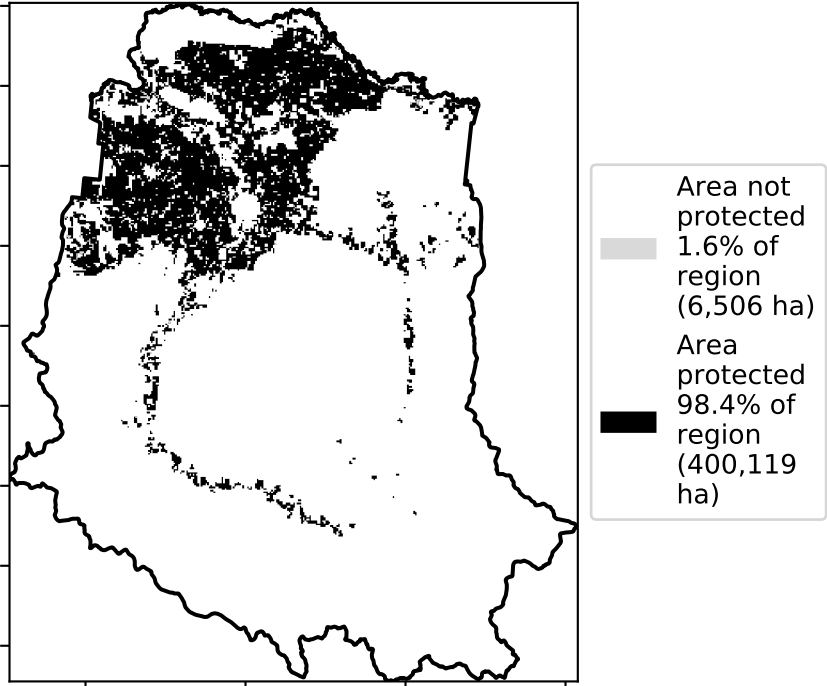 Area not
protected
1.6% of
region
(6,506 ha)
Area
protected
98.4% of
region
(400,119
ha)